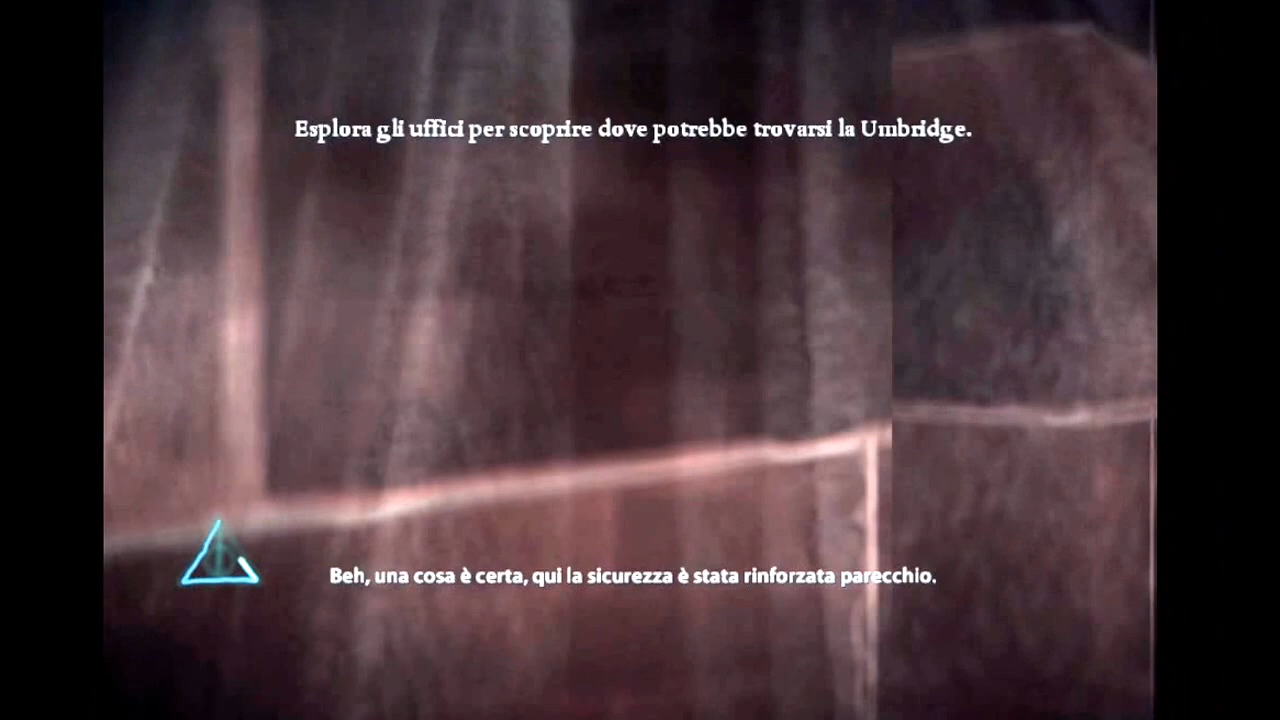 Esplora gli uffici per scoprire dove potrebbe trovarsi la Umbridge.
Beh, una cosa è certa, qui la sicurezza è stata rinforzata parecchio.